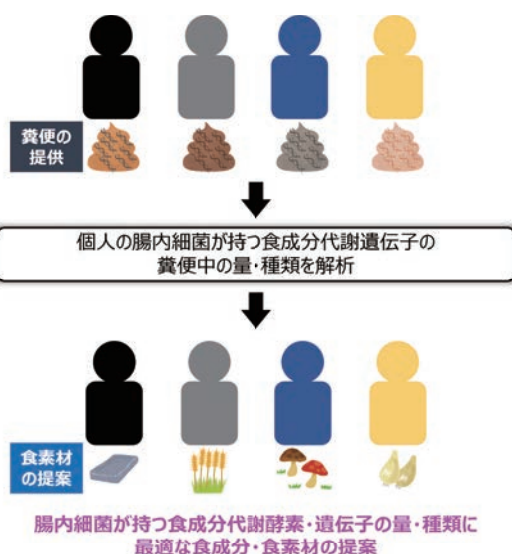 糞便の
提供
個人の腸内細菌が持つ食成分代謝遺伝子の
糞便中の量・種類を解析
食素材
の提案
腸内細菌が持つ食成分代謝酵素・遺伝子の量・種類に
最適な食成分・食素材の提案